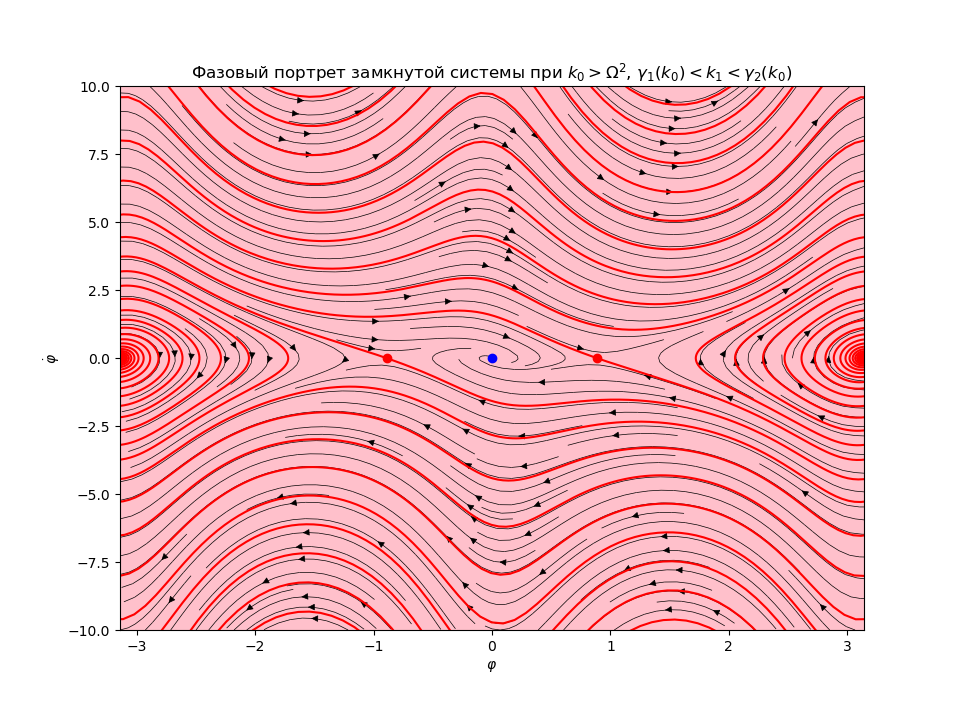 Фазовый портрет замкнутой системы при $k_0 > \Omega^2$, $\gamma_1(k_0) < k_1 < \gamma_2(k_0)$
10.0
7.5
5.0
2.5
0.0
−2.5
−5.0
−7.5
−10.0
$\dot{\varphi}$
−3 −2 −1 0 1 2 3
$\varphi$